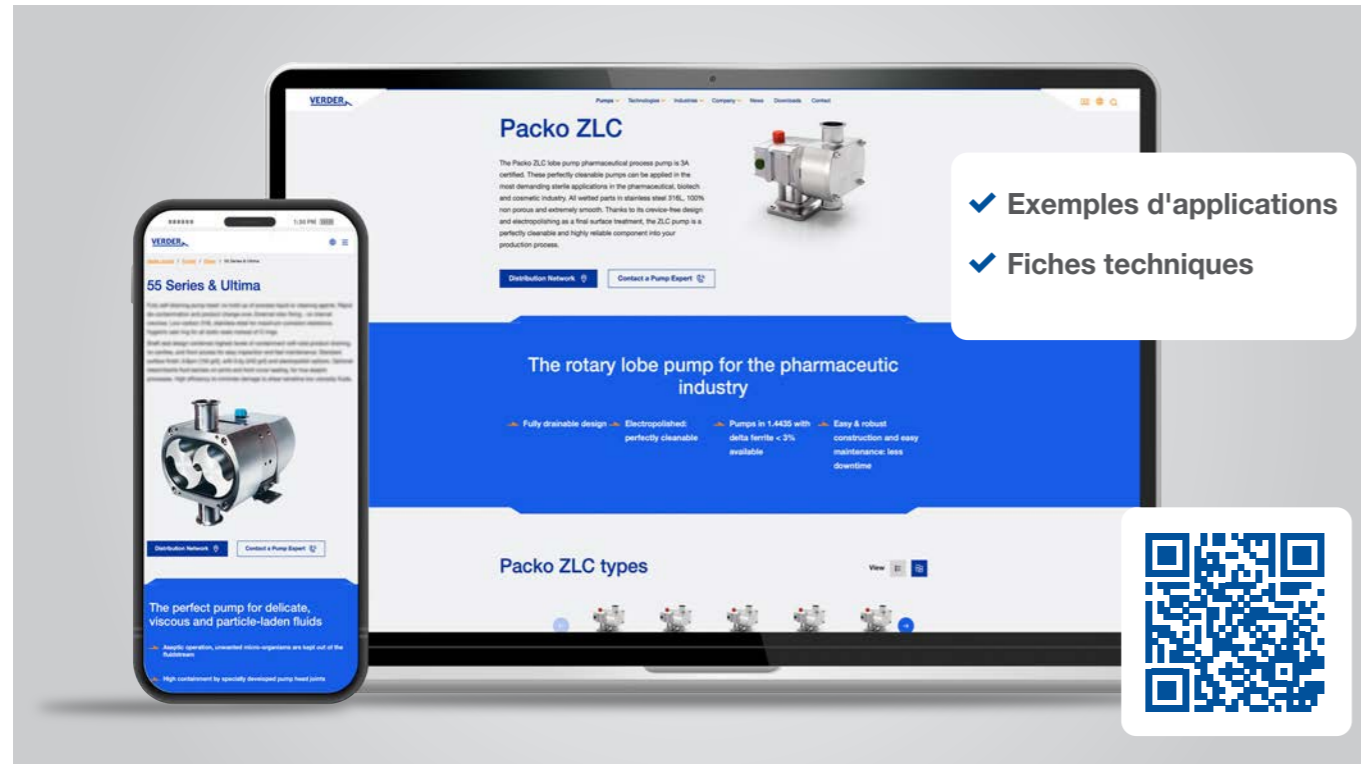 VERDER
Pumps Technologies Industries Company News Downloads Contact
Packo ZLC
The Packo ZLC lobe pump pharmaceutical process pump is 3A
certified. These perfectly cleanable pumps can be applied in the
most demanding sterile applications in the pharmaceutical, biotech
and cosmetic industry. All wetted parts in stainless steel 316L, 100%
non porous and extremely smooth. Thanks to its crevice-free design
and electropolishing as a final surface treatment, the ZLC pump is a
perfectly cleanable and highly reliable component into your
production process.
Distribution Network
Contact a Pump Expert
The rotary lobe pump for the pharmaceutic
industry
Fully drainable design
Electropolished:
perfectly cleanable
Pumps in 1.4435 with
delta ferrite < 3%
available
Easy & robust
construction and easy
maintenance: less
downtime
Packo ZLC types
View
Exemples d'applications
Fiches techniques
1:30 PM
VERDER
/ 55 Series & Ultima
55 Series & Ultima
Distribution Network
Contact a Pump Expert
The perfect pump for delicate,
viscous and particle-laden fluids
Aseptic operation, unwanted micro-organisms are kept out of the
fluidstream
High containment by specially developed pump head joints